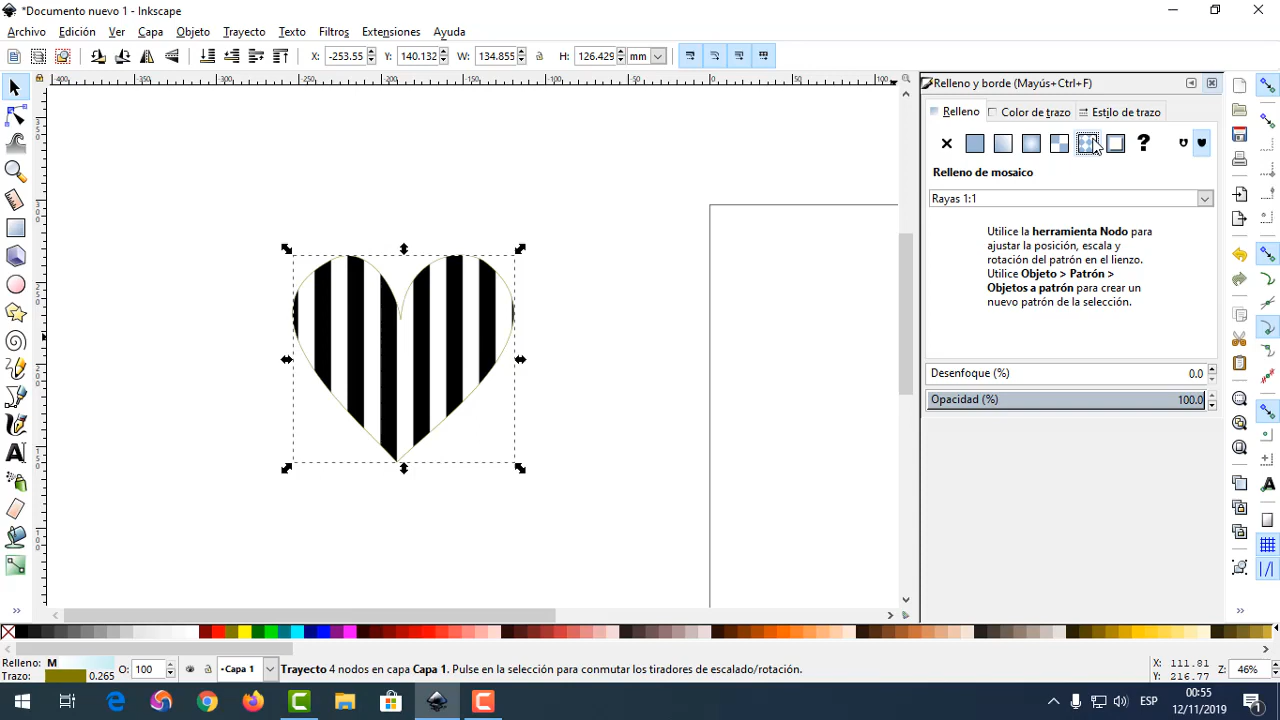 *Documento nuevo 1 - Inkscape
Archivo Edición Ver Capa Objeto Trayecto Texto Filtros Extensiones Ayuda
X: -253.55 Y: 140.132 W: 134.855 H: 126.429 mm
Relleno y borde (Mayús+Ctrl+F)
Relleno Color de trazo Estilo de trazo
Relleno de mosaico
Rayas 1:1
Utilice la herramienta Nodo para
ajustar la posición, escala y
rotación del patrón en el lienzo.
Utilice Objeto > Patrón >
Objetos a patrón para crear un
nuevo patrón de la selección.
Desenfoque (%) 0.0
Opacidad (%) 100.0
Relleno: M
Trazo: 0.265
O: 100
•Capa 1
Trayecto 4 nodos en capa Capa 1. Pulse en la selección para conmutar los tiradores de escalado/rotación.
X: 111.81
Y: 216.77
Z: 46%
ESP
00:55
12/11/2019